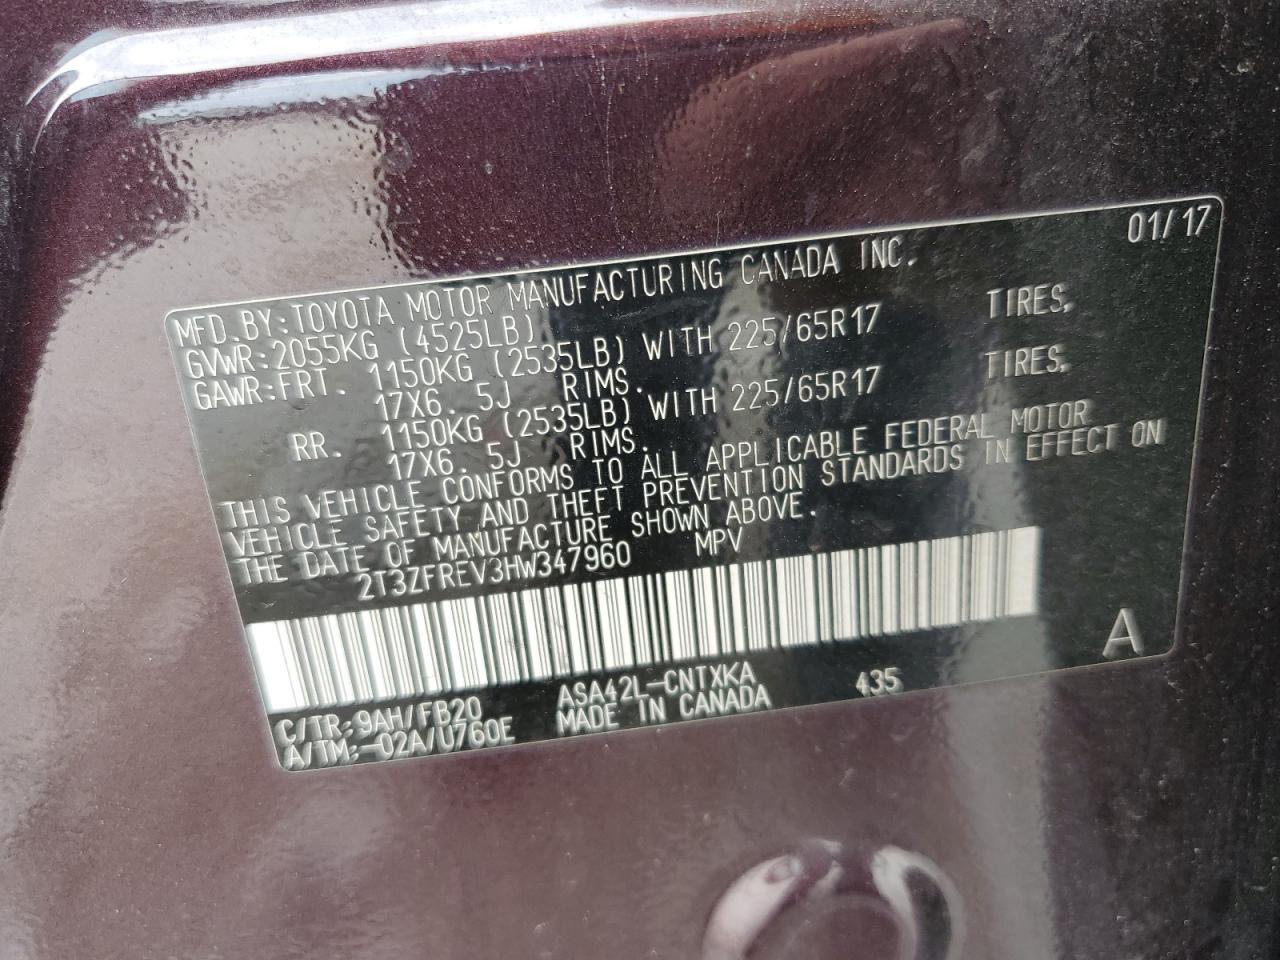 01/17
MFD.BY:TOYOTA MOTOR MANUFACTURING CANADA INC.
GVWR:2055KG (4525LB)
GAWR:FRT. 1150KG (2535LB) WITH 225/65R17 TIRES,
17X6.5J RIMS.
RR. 1150KG (2535LB) WITH 225/65R17 TIRES,
17X6.5J RIMS.
THIS VEHICLE CONFORMS TO ALL APPLICABLE FEDERAL MOTOR
VEHICLE SAFETY AND THEFT PREVENTION STANDARDS IN EFFECT ON
THE DATE OF MANUFACTURE SHOWN ABOVE.
2T3ZFREV3HW347960 MPV
A
C/TR:9AH/FB20 ASA42L-CNTXKA 435
A/TM:-02A/U760E MADE IN CANADA